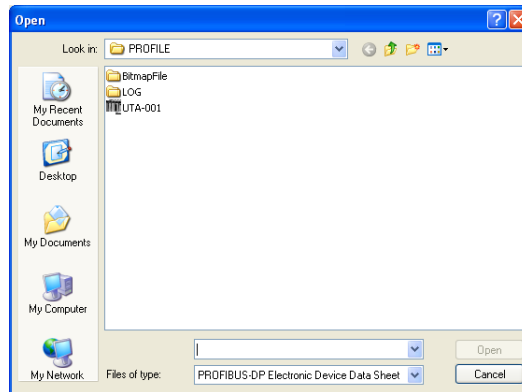 Open
Look in:
PROFILE
BitmapFile
LOG
UTA-001
My Recent
Documents
Desktop
My Documents
My Computer
My Network
Open
Files of type:
PROFIBUS-DP Electronic Device Data Sheet
Cancel